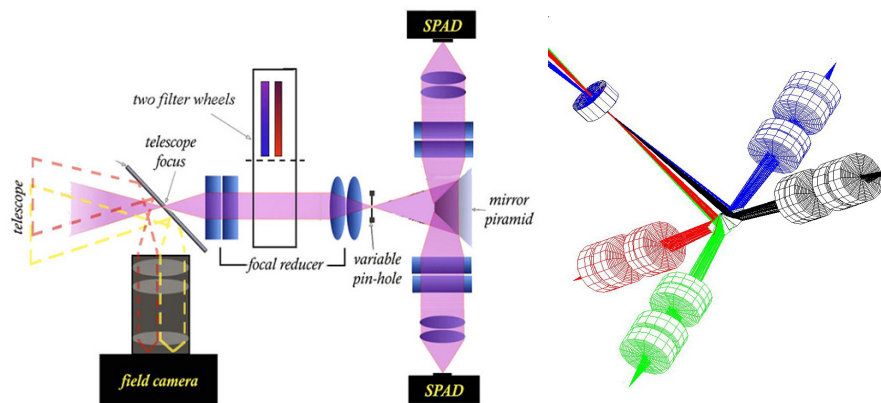 SPAD
two filter wheels
telescope
focus
telescope
mirror
piramid
focal reducer
variable
pin-hole
field camera
SPAD